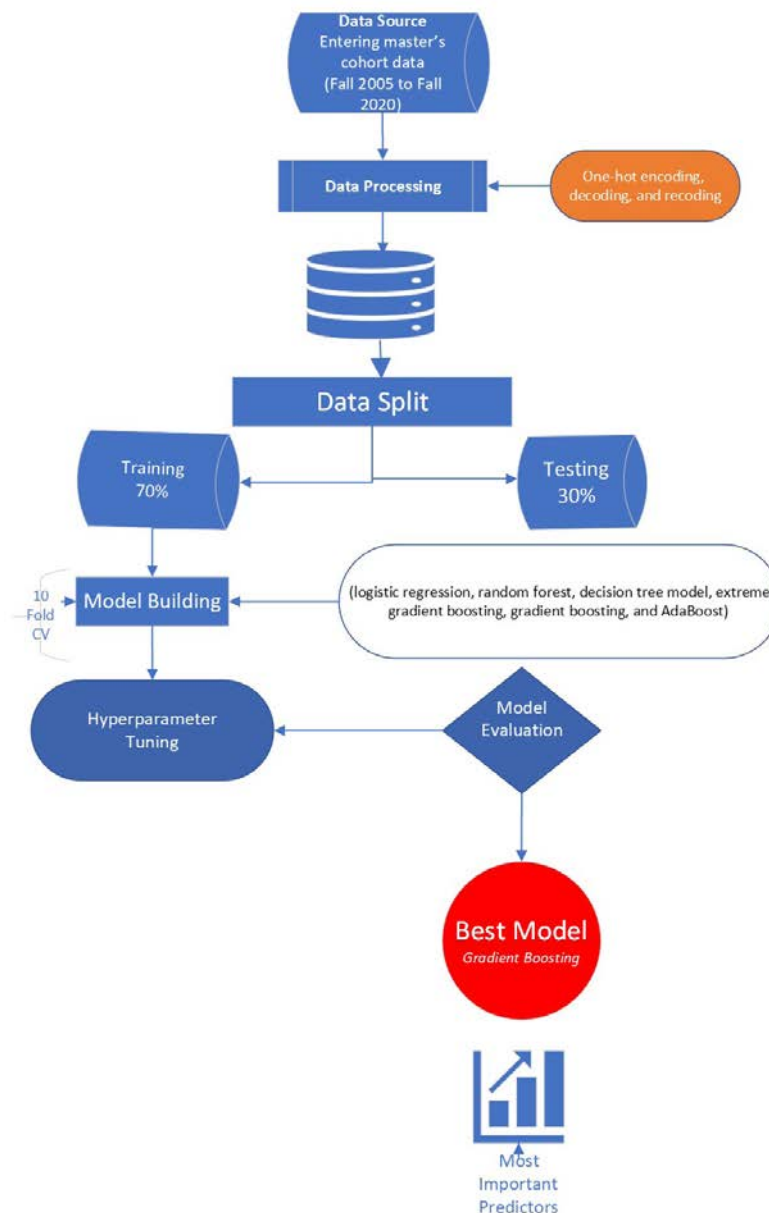 Data Source
Entering master's
cohort data
(Fall 2005 to Fall
2020)
Data Processing
One-hot encoding,
decoding, and recoding
Data Split
Training
70%
Testing
30%
10
Fold
CV
Model Building
(logistic regression, random forest, decision tree model, extreme
gradient boosting, gradient boosting, and AdaBoost)
Hyperparameter
Tuning
Model
Evaluation
Best Model
Gradient Boosting
Most
Important
Predictors